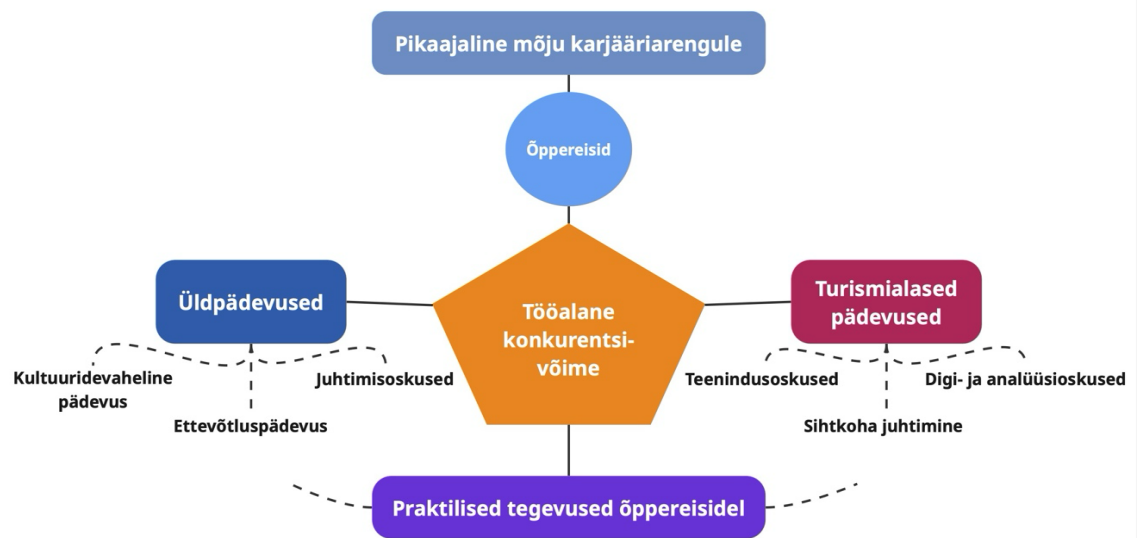 Pikaajaline mõju karjääriarengule
Õppereisid
Üldpädevused
Tööalane
konkurentsi-
võime
Turismialased
pädevused
Kultuuridevaheline
pädevus
Ettevõtluspädevus
Juhtimisoskused
Teenindusoskused
Sihtkoha juhtimine
Digi- ja analüüsioskused
Praktilised tegevused õppereisidel